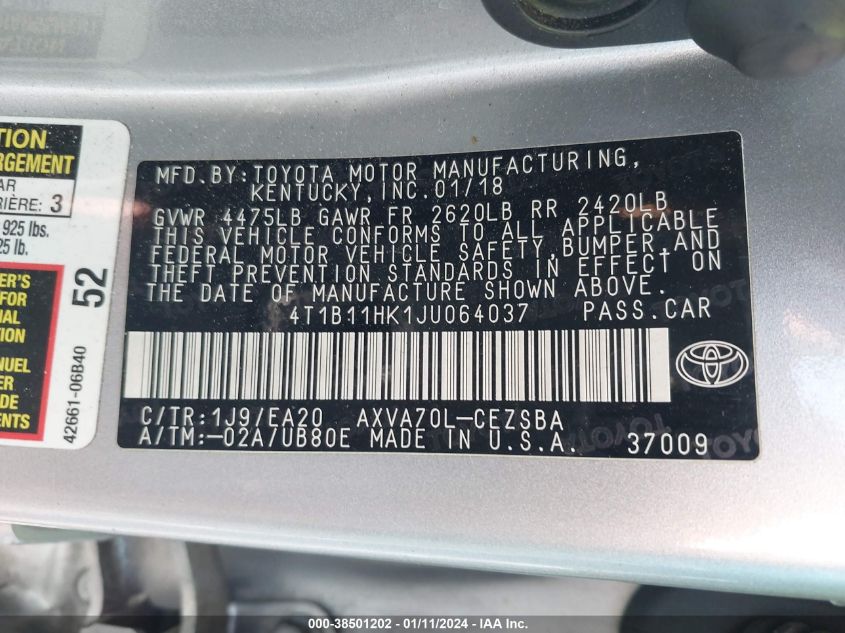 TION
RGEMENT
AR
RIÈRE: 3
925 lbs.
25 lb.
ER'S
FOR
NAL
TION.
NUEL
ER
DE
ADS.
52
42661-06B40
MFD.BY:TOYOTA MOTOR MANUFACTURING,
KENTUCKY,INC.01/18
GVWR 4475LB GAWR FR 2620LB RR 2420LB
THIS VEHICLE CONFORMS TO ALL APPLICABLE
FEDERAL MOTOR VEHICLE SAFETY,BUMPER,AND
THEFT PREVENTION STANDARDS IN EFFECT ON
THE DATE OF MANUFACTURE SHOWN ABOVE.
4T1B11HK1JU064037 PASS.CAR
C/TR:1J9/EA20 AXVA70L-CEZSBA
A/TM:-02A/UB80E MADE IN U.S.A. 37009
000-38501202 - 01/11/2024 - IAA Inc.